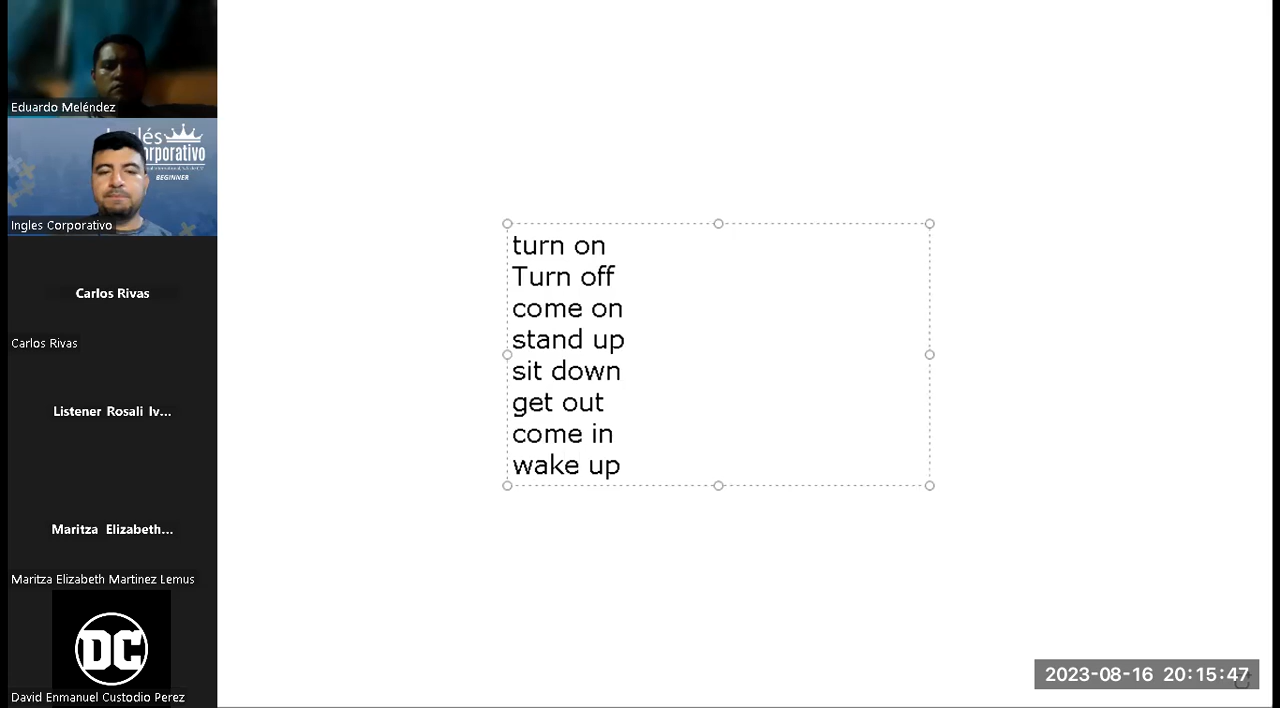 Eduardo Meléndez
Inglés
Corporativo
BEGINNER
Ingles Corporativo
Carlos Rivas
Carlos Rivas
Listener Rosali Iv...
Maritza Elizabeth...
Maritza Elizabeth Martinez Lemus
DC
David Enmanuel Custodio Perez
turn on
Turn off
come on
stand up
sit down
get out
come in
wake up
2023-08-16 20:15:47